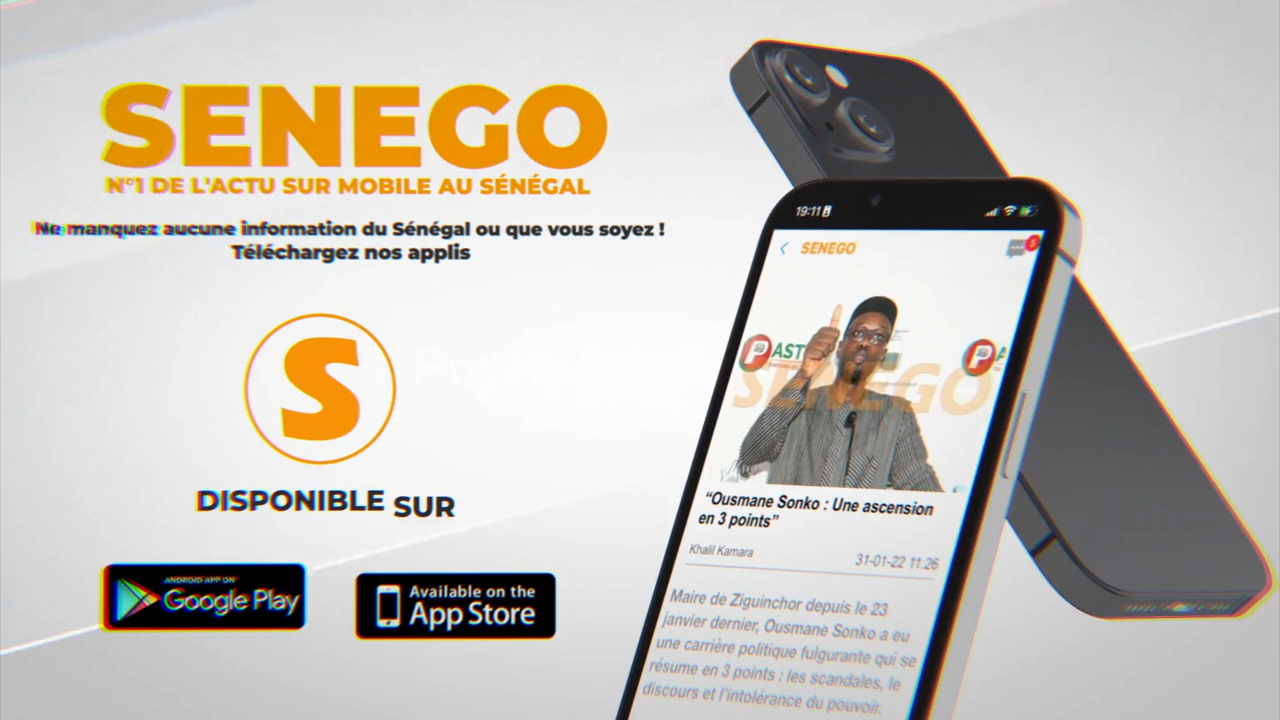 SENEGO
N°1 DE L'ACTU SUR MOBILE AU SÉNÉGAL
Ne manquez aucune information du Sénégal ou que vous soyez !
Téléchargez nos applis
S
DISPONIBLE SUR
ANDROID APP ON
Google Play
Available on the
App Store
19:11
SENEGO
5
PAST
PA
SENEGO
“Ousmane Sonko : Une ascension
en 3 points”
Khalil Kamara
31-01-22 11:26
Maire de Ziguinchor depuis le 23
janvier dernier, Ousmane Sonko a eu
une carrière politique fulgurante qui se
résume en 3 points : les scandales, le
discours et l'intolérance du pouvoir.